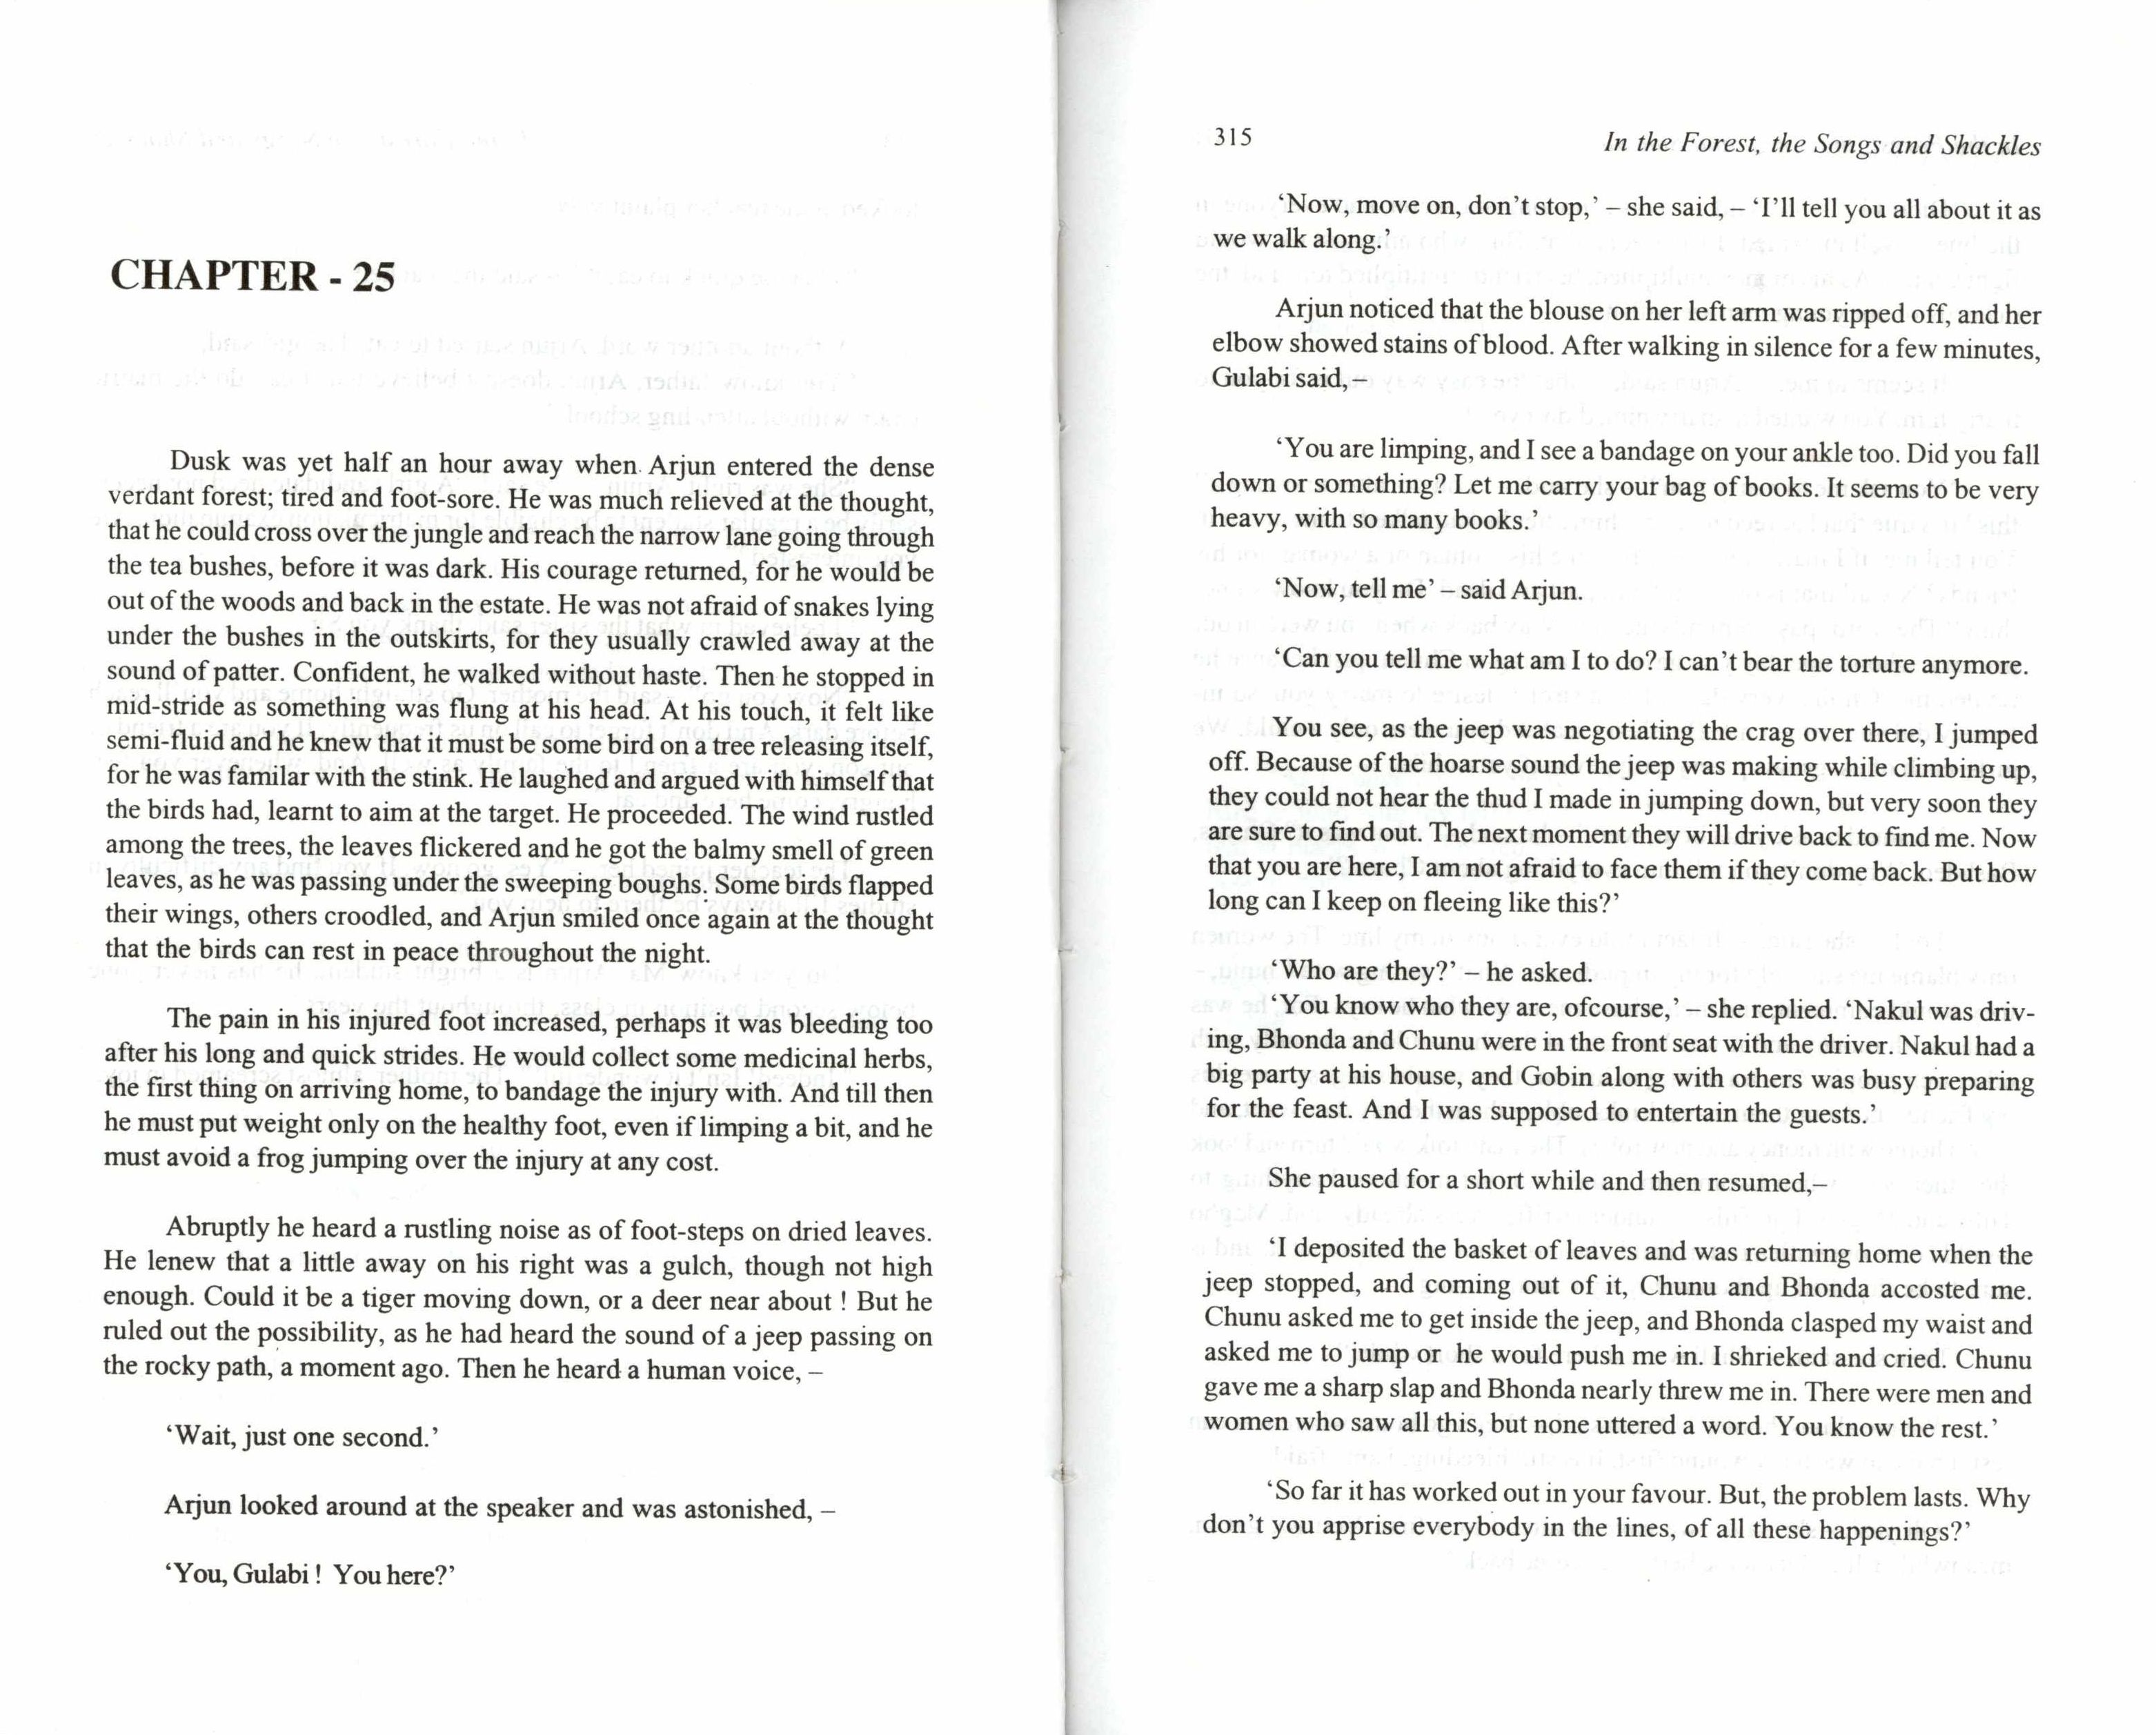 CHAPTER - 25
Dusk was yet half an hour away when Arjun entered the dense
verdant forest; tired and foot-sore. He was much relieved at the thought,
that he could cross over the jungle and reach the narrow lane going through
the tea bushes, before it was dark. His courage returned, for he would be
out of the woods and back in the estate. He was not afraid of snakes lying
under the bushes in the outskirts, for they usually crawled away at the
sound of patter. Confident, he walked without haste. Then he stopped in
mid-stride as something was flung at his head. At his touch, it felt like
semi-fluid and he knew that it must be some bird on a tree releasing itself,
for he was familar with the stink. He laughed and argued with himself that
the birds had, learnt to aim at the target. He proceeded. The wind rustled
among the trees, the leaves flickered and he got the balmy smell of green
leaves, as he was passing under the sweeping boughs. Some birds flapped
their wings, others croodled, and Arjun smiled once again at the thought
that the birds can rest in peace throughout the night.
The pain in his injured foot increased, perhaps it was bleeding too
after his long and quick strides. He would collect some medicinal herbs,
the first thing on arriving home, to bandage the injury with. And till then
he must put weight only on the healthy foot, even if limping a bit, and he
must avoid a frog jumping over the injury at any cost.
Abruptly he heard a rustling noise as of foot-steps on dried leaves.
He lenew that a little away on his right was a gulch, though not high
enough. Could it be a tiger moving down, or a deer near about ! But he
ruled out the possibility, as he had heard the sound of a jeep passing on
the rocky path, a moment ago. Then he heard a human voice, –
‘Wait, just one second.’
Arjun looked around at the speaker and was astonished, –
‘You, Gulabi ! You here?’
315 In the Forest, the Songs and Shackles
‘Now, move on, don’t stop,’ – she said, – ‘I’ll tell you all about it as
we walk along.’
Arjun noticed that the blouse on her left arm was ripped off, and her
elbow showed stains of blood. After walking in silence for a few minutes,
Gulabi said,–
‘You are limping, and I see a bandage on your ankle too. Did you fall
down or something? Let me carry your bag of books. It seems to be very
heavy, with so many books.’
‘Now, tell me’ – said Arjun.
‘Can you tell me what am I to do? I can’t bear the torture anymore.
You see, as the jeep was negotiating the crag over there, I jumped
off. Because of the hoarse sound the jeep was making while climbing up,
they could not hear the thud I made in jumping down, but very soon they
are sure to find out. The next moment they will drive back to find me. Now
that you are here, I am not afraid to face them if they come back. But how
long can I keep on fleeing like this?’
‘Who are they?’ – he asked.
‘You know who they are, ofcourse,’ – she replied. ‘Nakul was driv-
ing, Bhonda and Chunu were in the front seat with the driver. Nakul had a
big party at his house, and Gobin along with others was busy preparing
for the feast. And I was supposed to entertain the guests.’
She paused for a short while and then resumed,–
‘I deposited the basket of leaves and was returning home when the
jeep stopped, and coming out of it, Chunu and Bhonda accosted me.
Chunu asked me to get inside the jeep, and Bhonda clasped my waist and
asked me to jump or he would push me in. I shrieked and cried. Chunu
gave me a sharp slap and Bhonda nearly threw me in. There were men and
women who saw all this, but none uttered a word. You know the rest.’
‘So far it has worked out in your favour. But, the problem lasts. Why
don’t you apprise everybody in the lines, of all these happenings?’